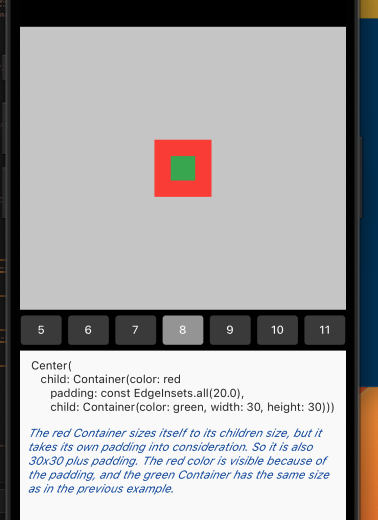 5 6 7 8 9 10 11
Center(
child: Container(color: red
padding: const EdgeInsets.all(20.0),
child: Container(color: green, width: 30, height: 30)))
The red Container sizes itself to its children size, but it
takes its own padding into consideration. So it is also
30x30 plus padding. The red color is visible because of
the padding, and the green Container has the same size
as in the previous example.